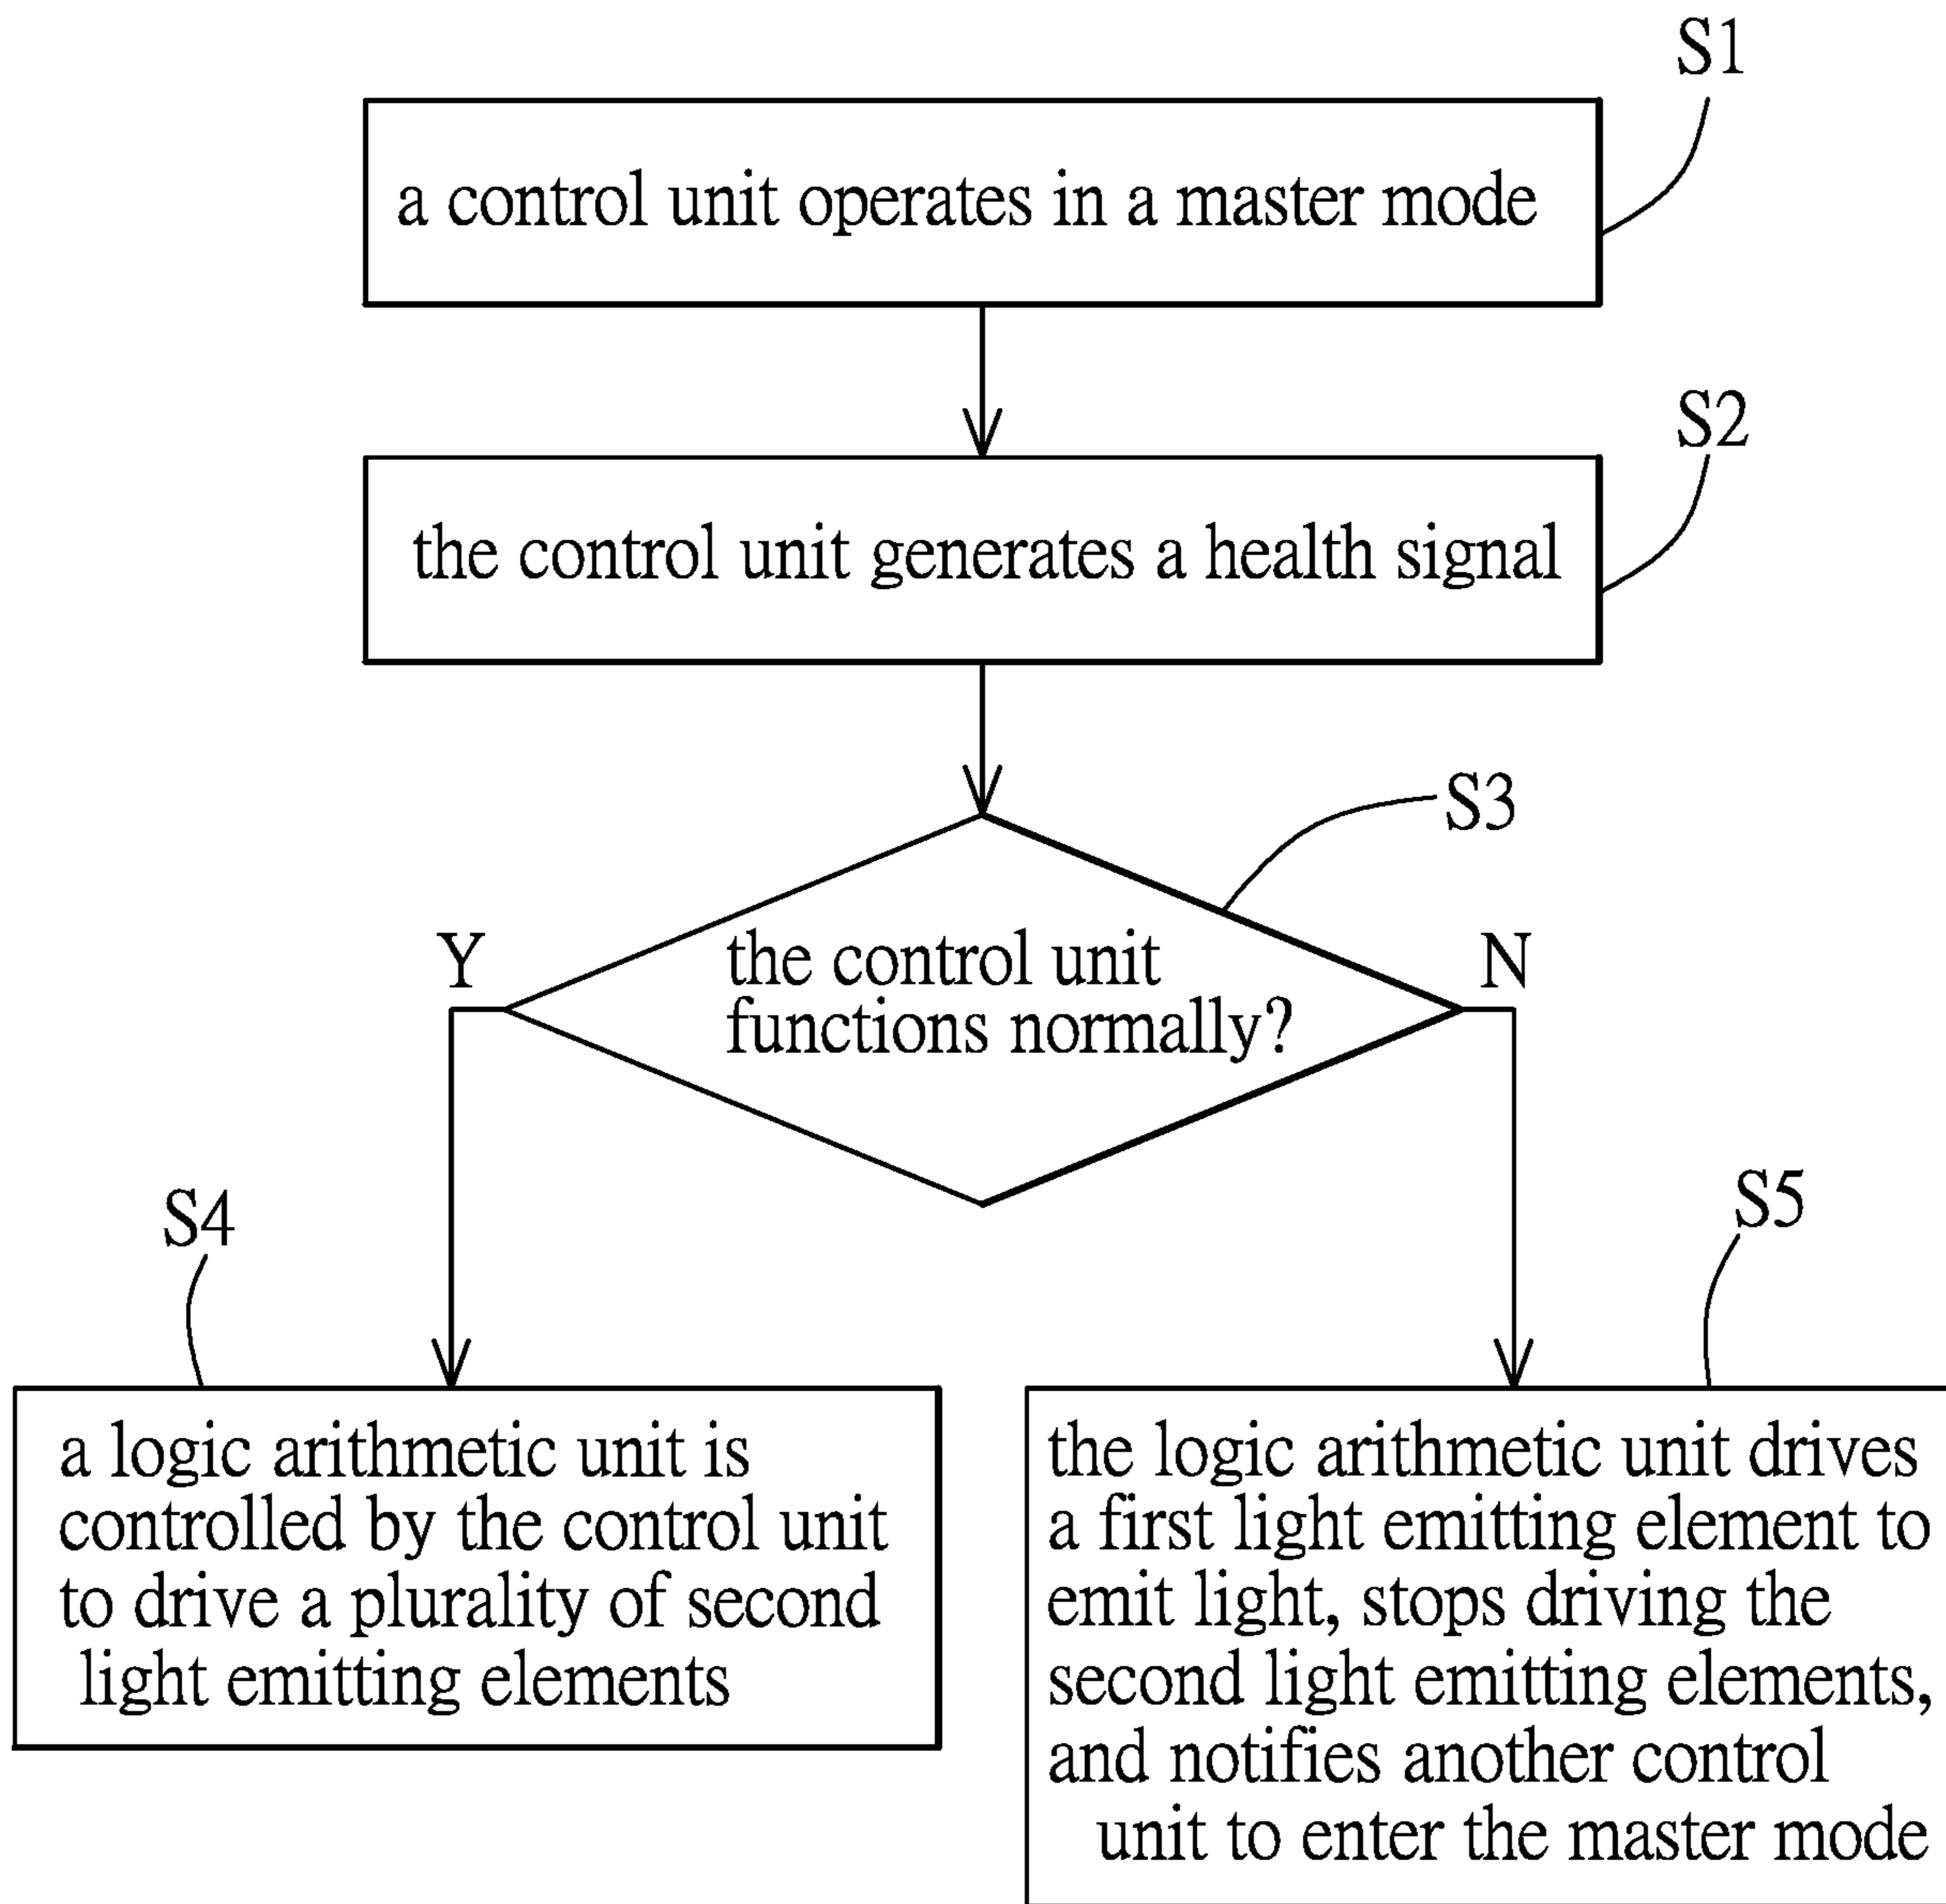 S1
a control unit operates in a master mode
S2
the control unit generates a health signal
S3
the control unit
functions normally?
Y
N
S4
a logic arithmetic unit is
controlled by the control unit
to drive a plurality of second
light emitting elements
S5
the logic arithmetic unit drives
a first light emitting element to
emit light, stops driving the
second light emitting elements,
and notifies another control
unit to enter the master mode